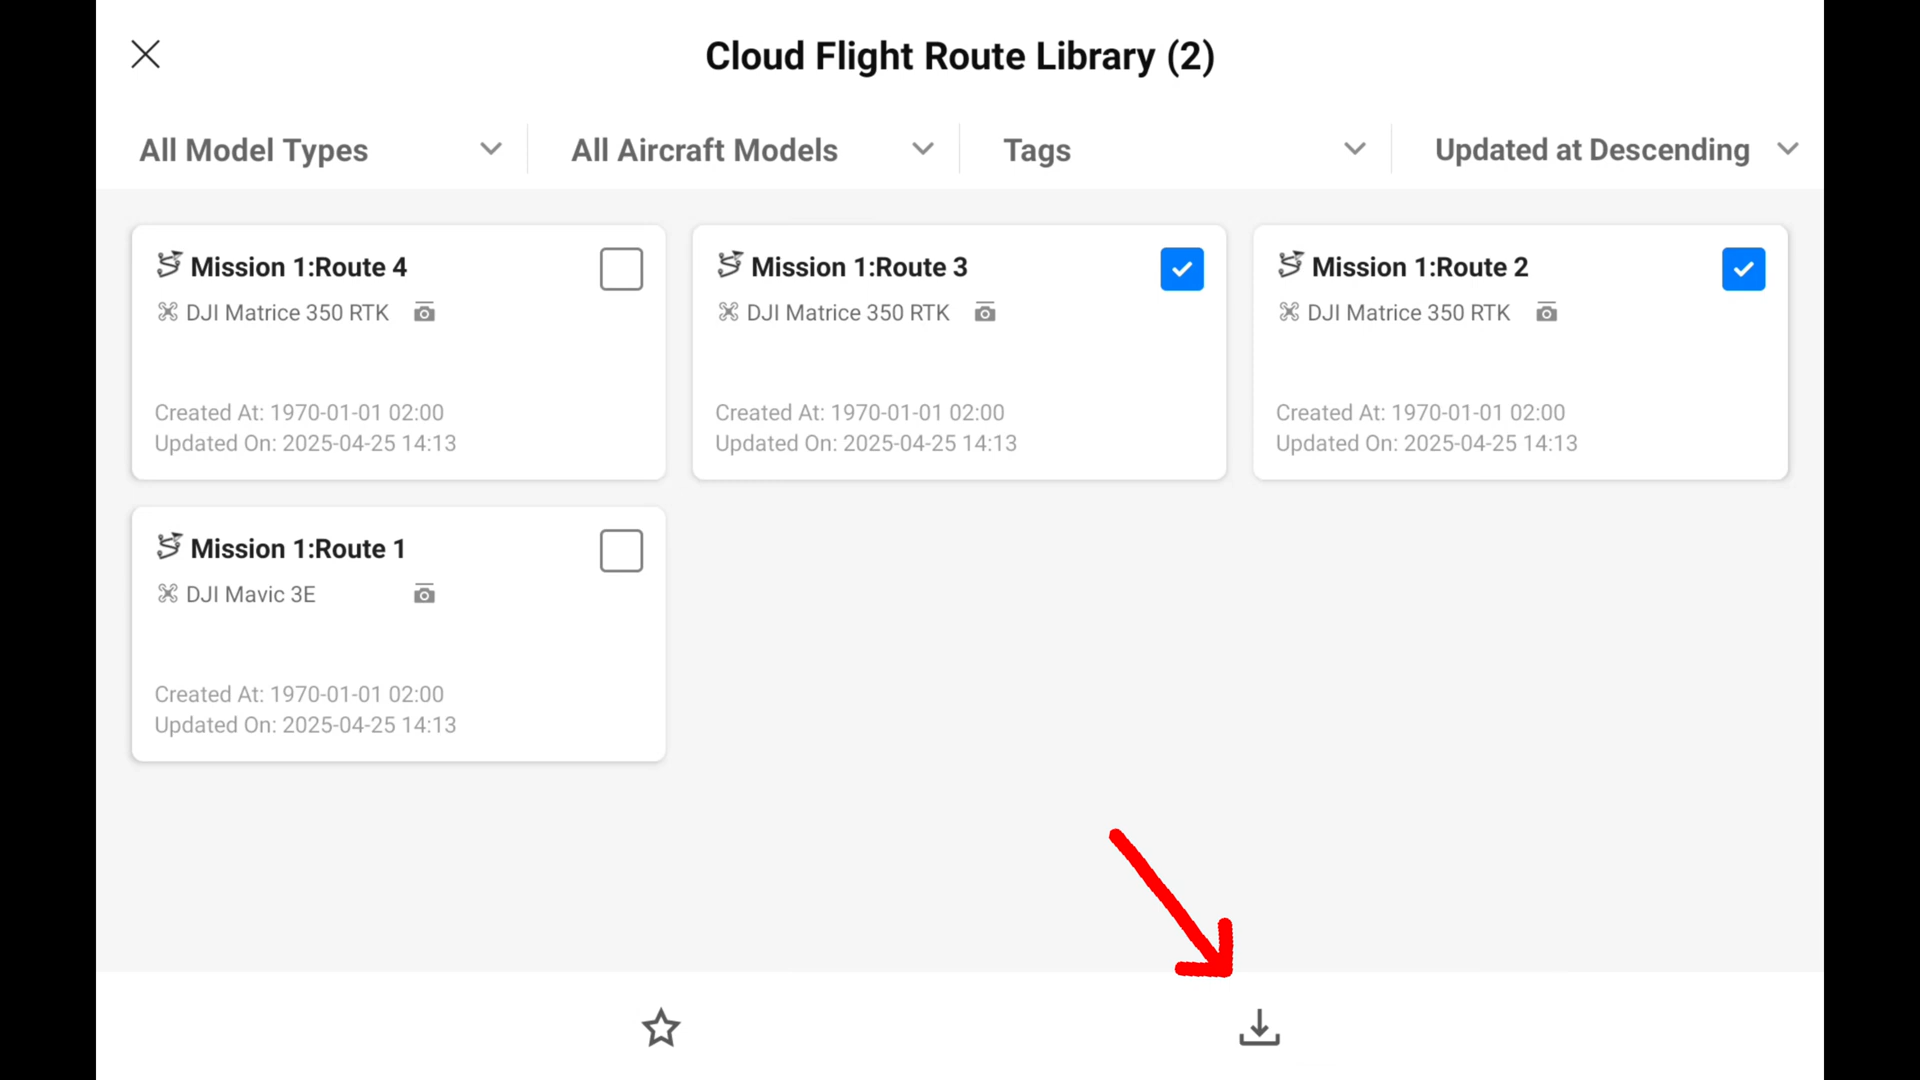 Cloud Flight Route Library (2)
All Model Types
All Aircraft Models
Tags
Updated at Descending
Mission 1:Route 4
DJI Matrice 350 RTK
Created At: 1970-01-01 02:00
Updated On: 2025-04-25 14:13
Mission 1:Route 3
DJI Matrice 350 RTK
Created At: 1970-01-01 02:00
Updated On: 2025-04-25 14:13
Mission 1:Route 2
DJI Matrice 350 RTK
Created At: 1970-01-01 02:00
Updated On: 2025-04-25 14:13
Mission 1:Route 1
DJI Mavic 3E
Created At: 1970-01-01 02:00
Updated On: 2025-04-25 14:13